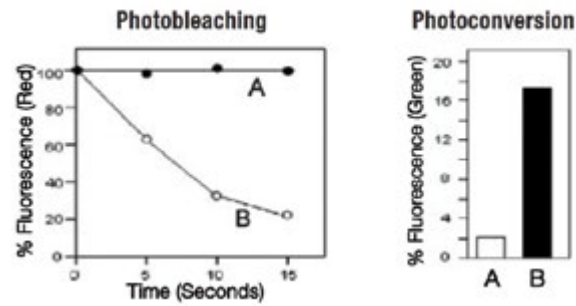 Photobleaching
% Fluorescence (Red)
100
80
60
40
20
0
A
B
0 5 10 15
Time (Seconds)
Photoconversion
% Fluorescence (Green)
20
16
12
8
4
A B